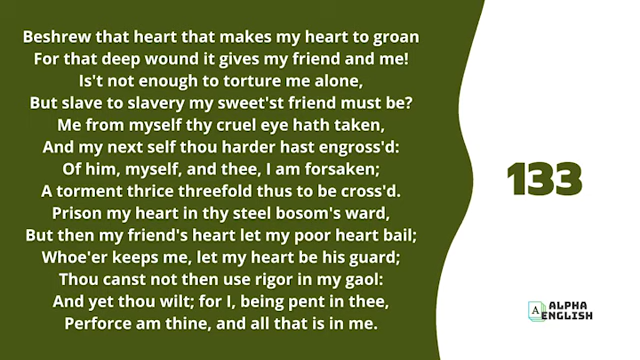 Beshrew that heart that makes my heart to groan
For that deep wound it gives my friend and me!
Is't not enough to torture me alone,
But slave to slavery my sweet'st friend must be?
Me from myself thy cruel eye hath taken,
And my next self thou harder hast engross'd:
Of him, myself, and thee, I am forsaken;
A torment thrice threefold thus to be cross'd.
Prison my heart in thy steel bosom's ward,
But then my friend's heart let my poor heart bail;
Whoe'er keeps me, let my heart be his guard;
Thou canst not then use rigor in my gaol:
And yet thou wilt; for I, being pent in thee,
Perforce am thine, and all that is in me.
133
A
ALPHA
ENGLISH